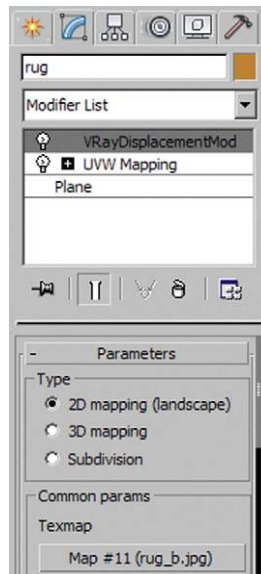 rug
Modifier List
VRayDisplacementMod
UVW Mapping
Plane
- Parameters
Type
2D mapping (landscape)
3D mapping
Subdivision
Common params
Texmap
Map #11 (rug_b.jpg)